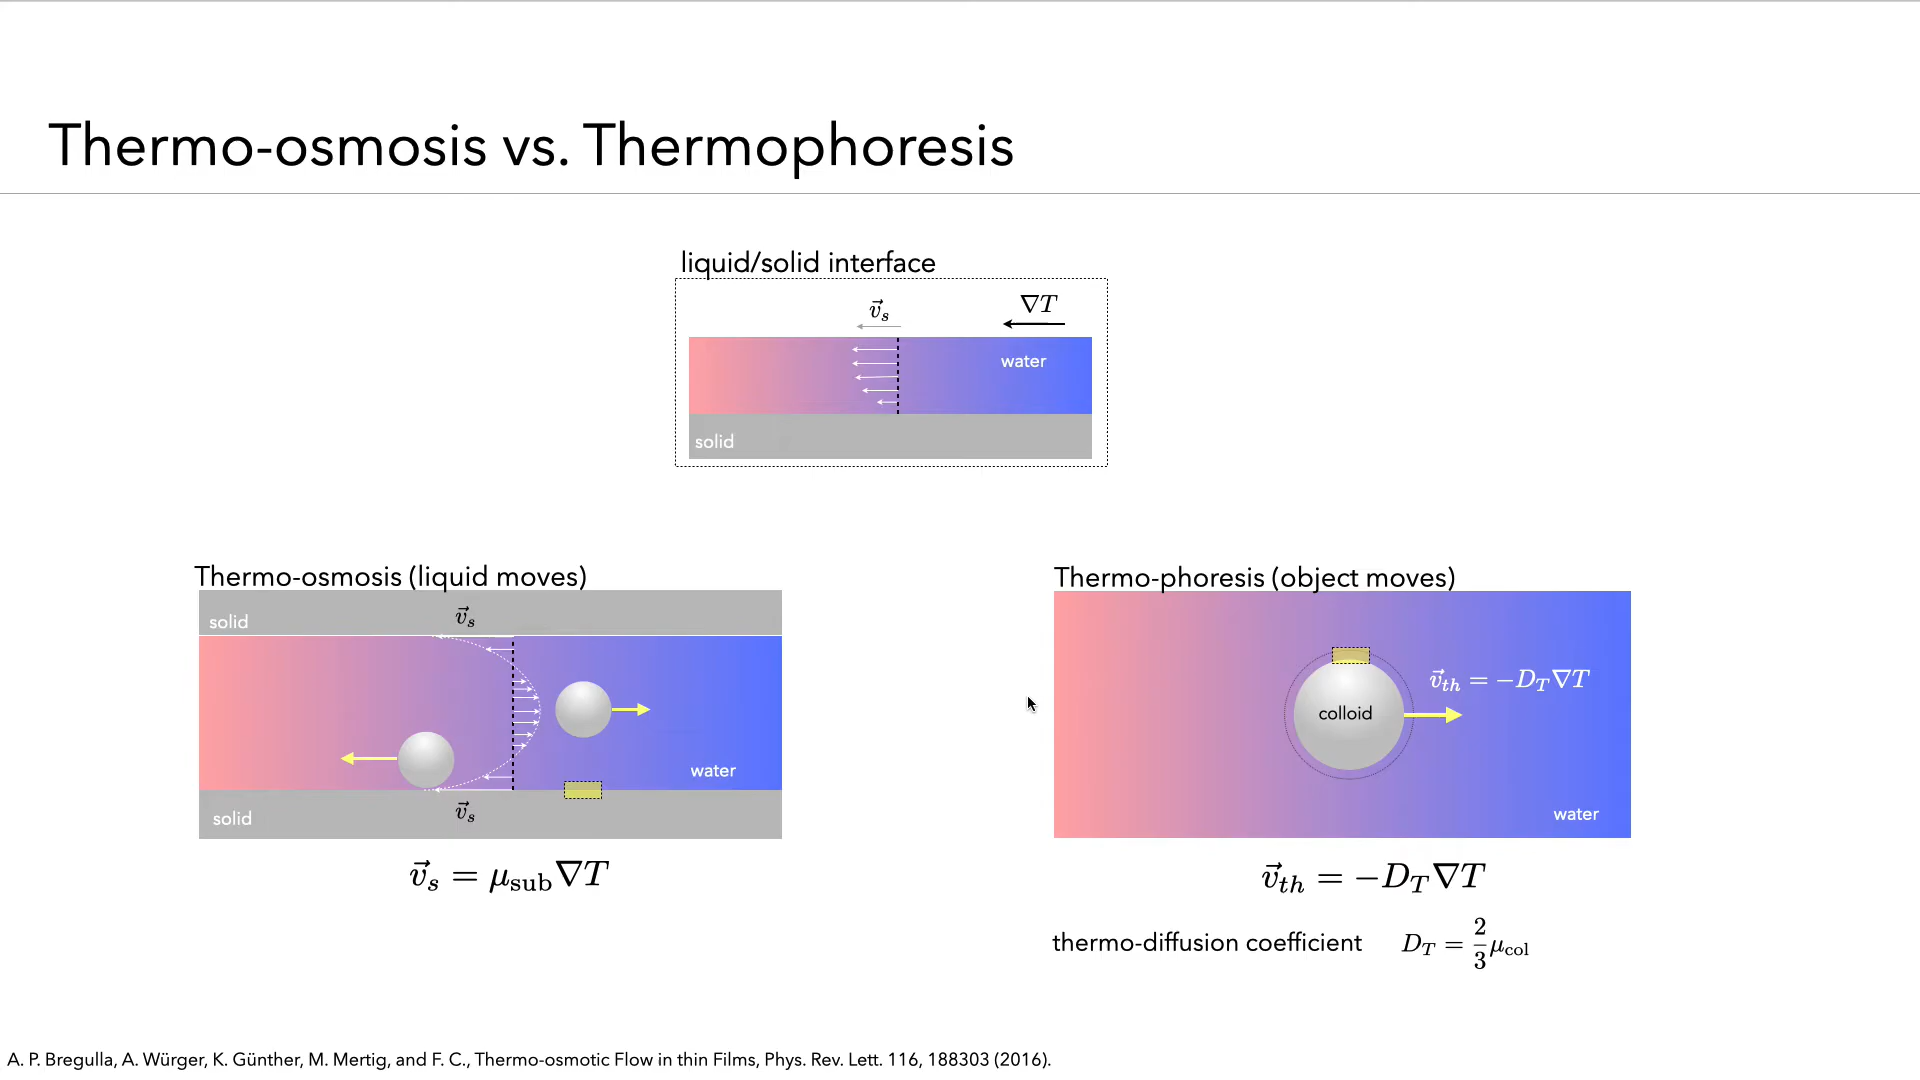 Thermo-osmosis vs. Thermophoresis
liquid/solid interface
$\vec{v}_s$
$\nabla T$
water
solid
Thermo-osmosis (liquid moves)
solid
$\vec{v}_s$
water
$\vec{v}_s$
solid
$\vec{v}_s = \mu_{\text{sub}} \nabla T$
Thermo-phoresis (object moves)
$\vec{v}_{th} = -D_T \nabla T$
colloid
water
$\vec{v}_{th} = -D_T \nabla T$
thermo-diffusion coefficient $D_T = \frac{2}{3} \mu_{\text{col}}$
A. P. Bregulla, A. Würger, K. Günther, M. Mertig, and F. C., Thermo-osmotic Flow in thin Films, Phys. Rev. Lett. 116, 188303 (2016).